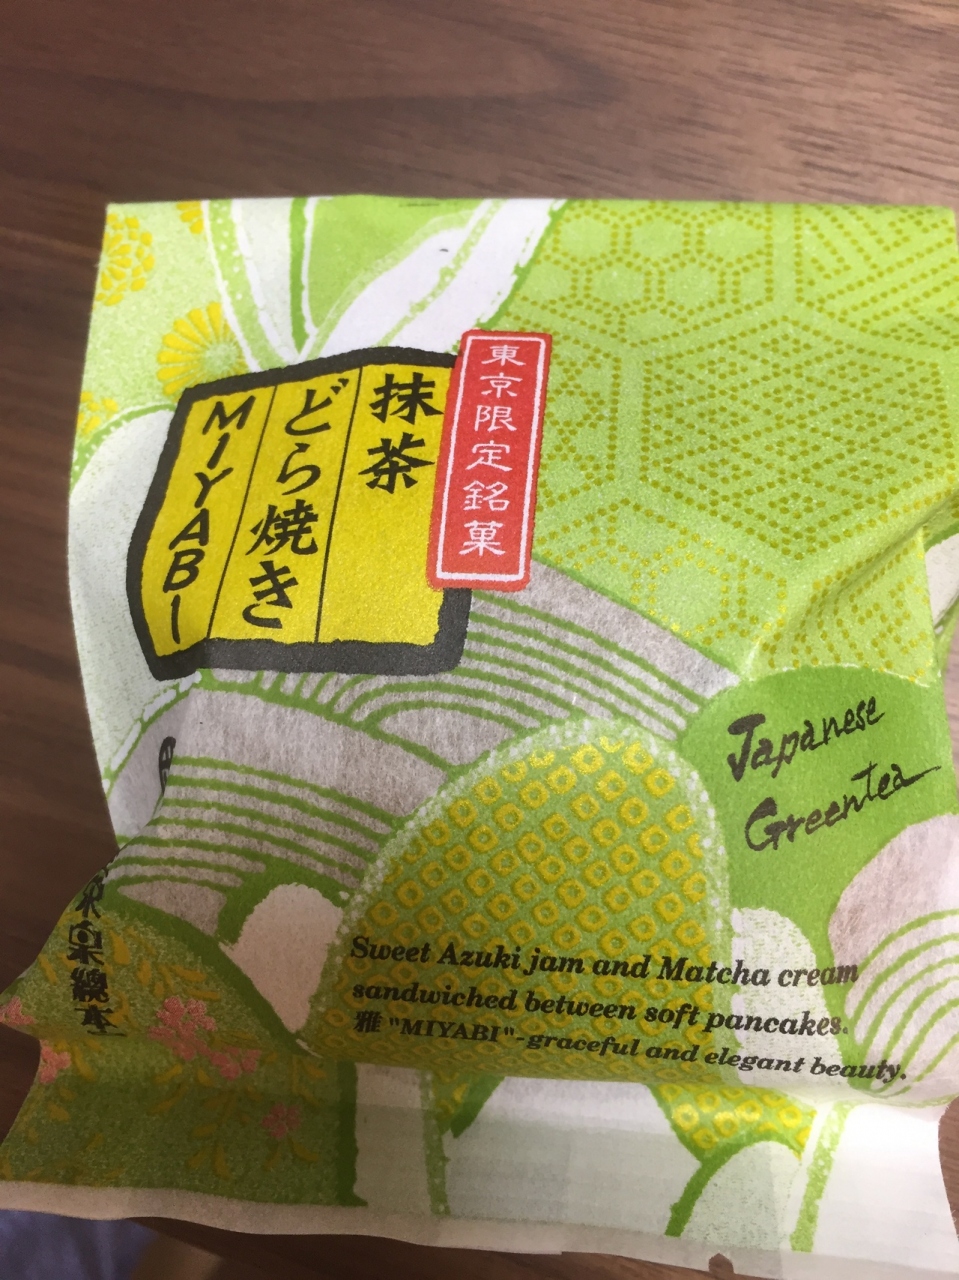 東京限定銘菓
抹茶
どら焼き
MIYABI
Japanese
Greentea
Sweet Azuki jam and Matcha cream
sandwiched between soft pancakes.
雅 "MIYABI"-graceful and elegant beauty.